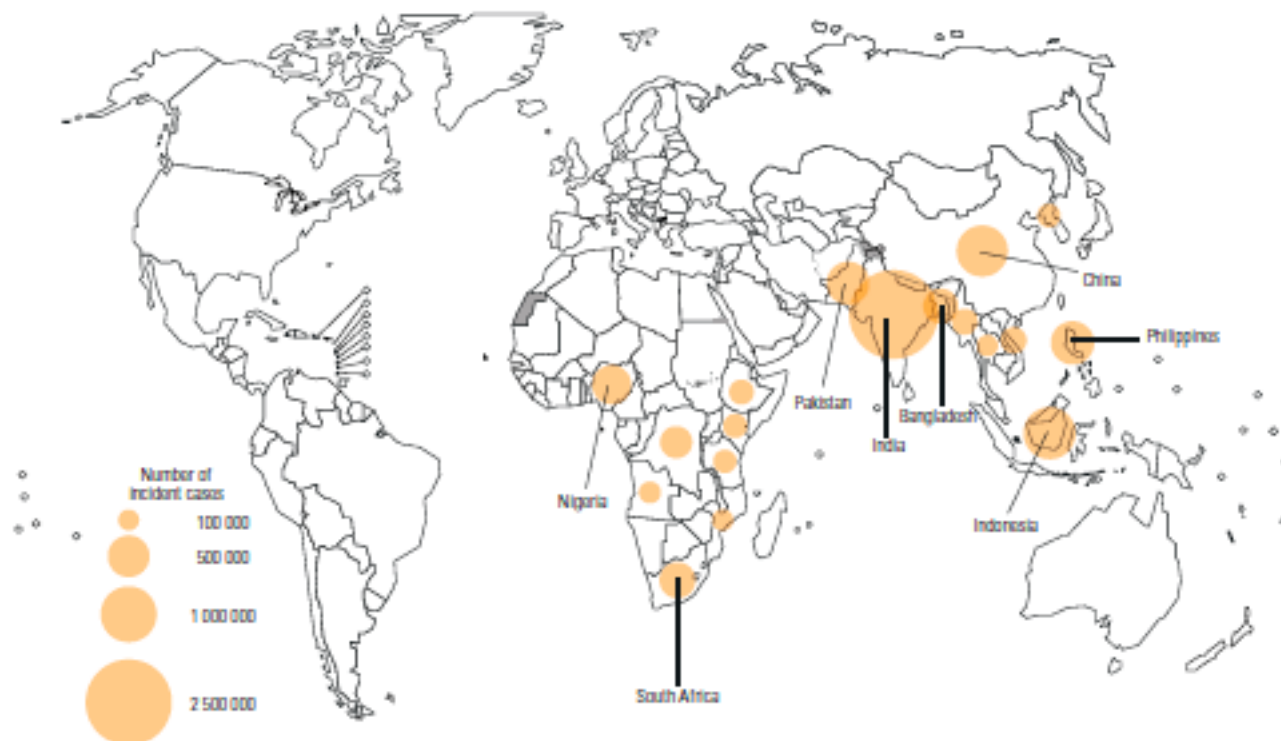 China
Philippines
Pakistan
Bangladesh
India
Nigeria
Indonesia
South Africa
Number of
incident cases
100 000
500 000
1 000 000
2 500 000